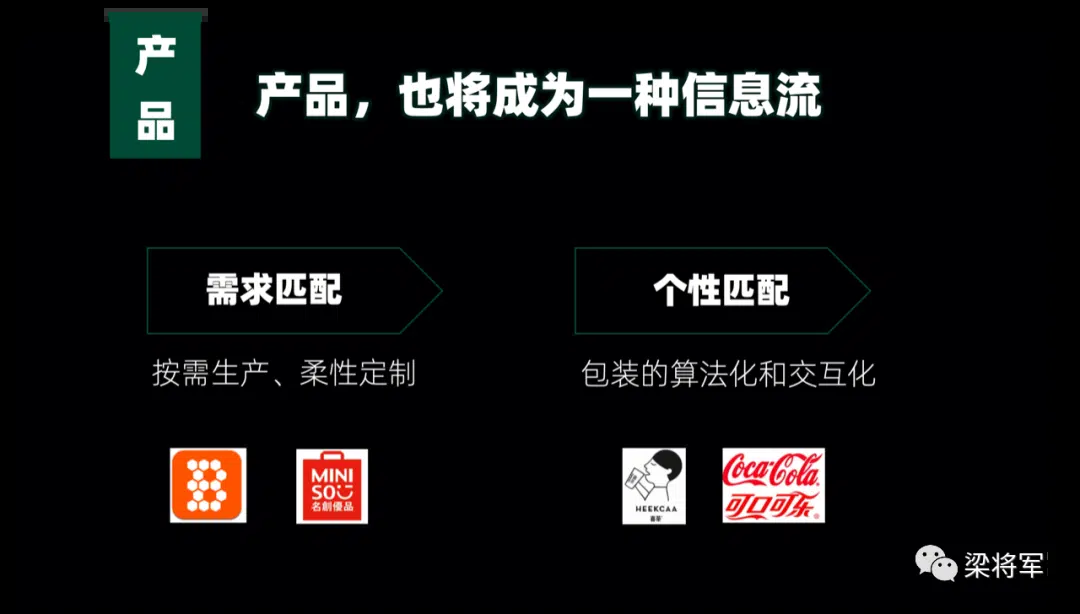 产
品
产品，也将成为一种信息流
需求匹配
个性匹配
按需生产、柔性定制
包装的算法化和交互化
MINI
SO
名創優品
HEEKCAA
喜茶
Coca-Cola
可口可乐
梁将军